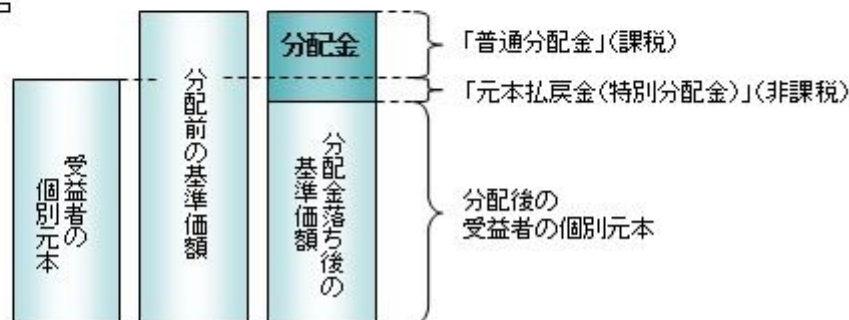 受益者の
個別元本
分配前の基準価額
分配金
分配金落ち後の
基準価額
「普通分配金」(課税)
「元本払戻金(特別分配金)」(非課税)
分配後の
受益者の個別元本